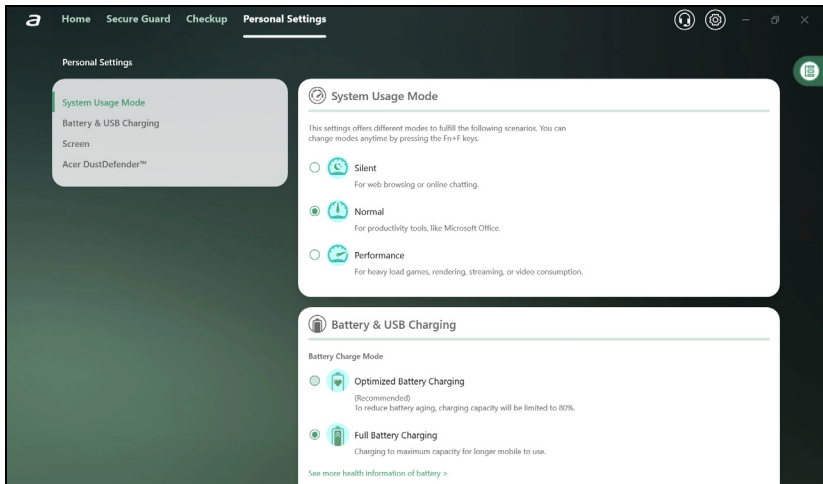 a Home Secure Guard Checkup Personal Settings
Personal Settings
System Usage Mode
Battery & USB Charging
Screen
Acer DustDefender™
System Usage Mode
This settings offers different modes to fulfill the following scenarios. You can
change modes anytime by pressing the Fn+F keys.
Silent
For web browsing or online chatting.
Normal
For productivity tools, like Microsoft Office.
Performance
For heavy load games, rendering, streaming, or video consumption.
Battery & USB Charging
Battery Charge Mode
Optimized Battery Charging
(Recommended)
To reduce battery aging, charging capacity will be limited to 80%.
Full Battery Charging
Charging to maximum capacity for longer mobile to use.
See more health information of battery >